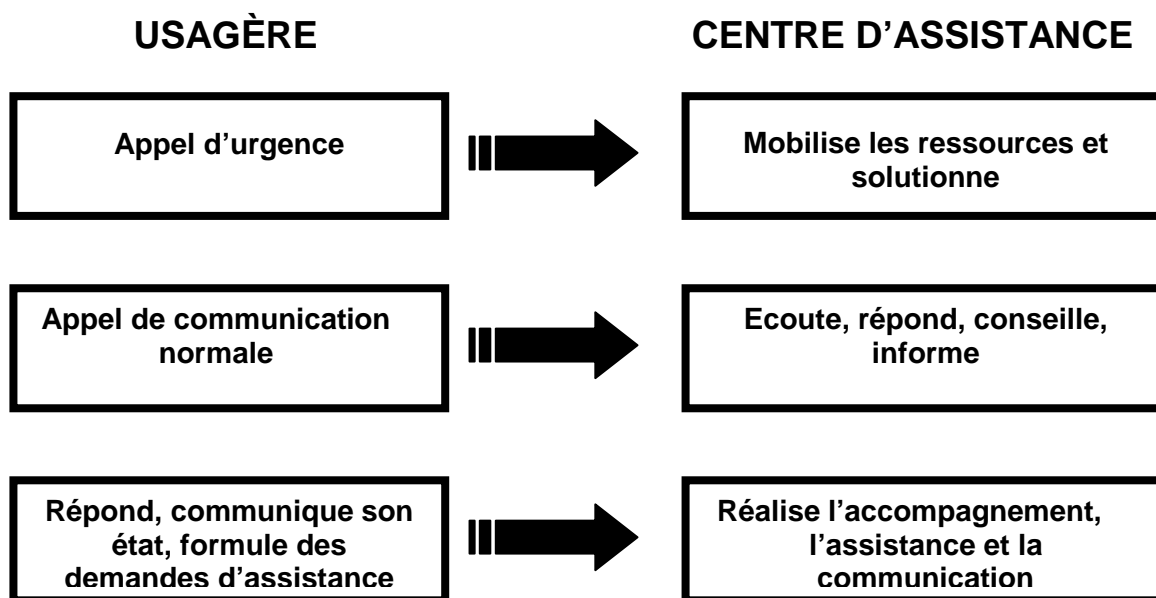 USAGÈRE
CENTRE D’ASSISTANCE
Appel d’urgence
Mobilise les ressources et
solutionne
Appel de communication
normale
Ecoute, répond, conseille,
informe
Répond, communique son
état, formule des
demandes d’assistance
Réalise l’accompagnement,
l’assistance et la
communication